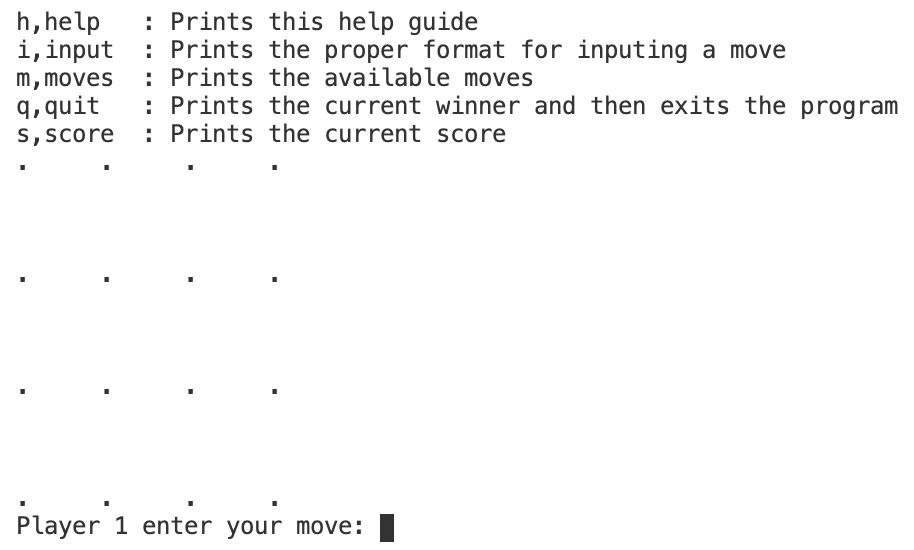 h,help   : Prints this help guide
i,input  : Prints the proper format for inputing a move
m,moves  : Prints the available moves
q,quit   : Prints the current winner and then exits the program
s,score  : Prints the current score
.     .     .     .
.     .     .     .
.     .     .     .
.     .     .     .
Player 1 enter your move: